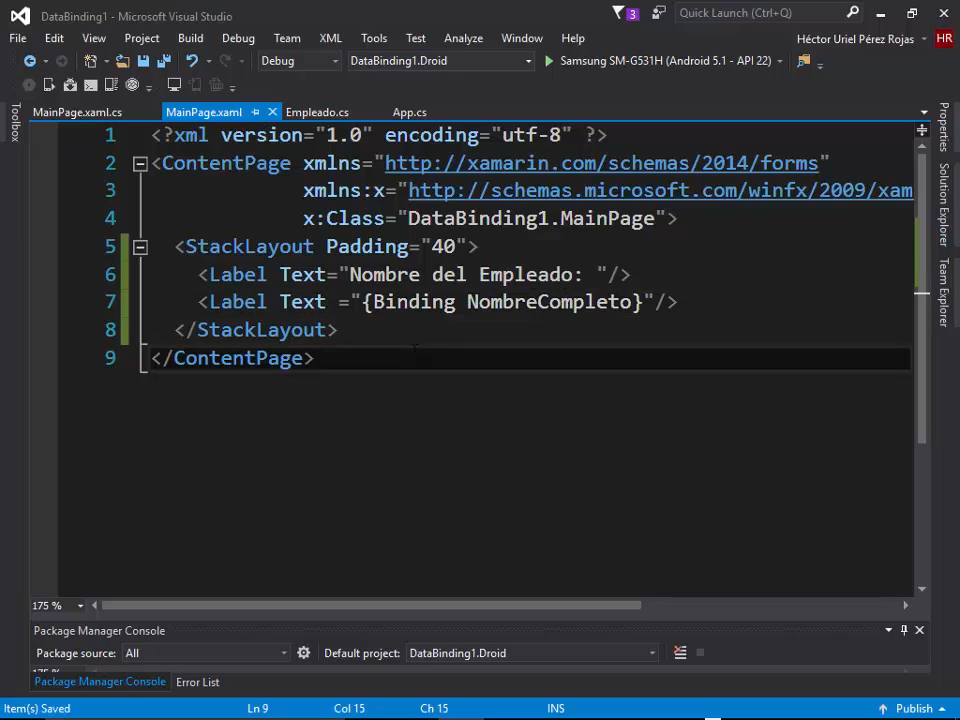 DataBinding1 - Microsoft Visual Studio
3
Quick Launch (Ctrl+Q)
File Edit View Project Build Debug Team XML Tools Test Analyze Window Help
Héctor Uriel Pérez Rojas HR
Debug DataBinding1.Droid Samsung SM-G531H (Android 5.1 - API 22)
Toolbox
MainPage.xaml.cs MainPage.xaml Empleado.cs App.cs
1 <?xml version="1.0" encoding="utf-8" ?>
2 <ContentPage xmlns="http://xamarin.com/schemas/2014/forms"
3 xmlns:x="http://schemas.microsoft.com/winfx/2009/xam
4 x:Class="DataBinding1.MainPage">
5 <StackLayout Padding="40">
6 <Label Text="Nombre del Empleado: "/>
7 <Label Text ="{Binding NombreCompleto}"/>
8 </StackLayout>
9 </ContentPage>
Properties
Solution Explorer
Team Explorer
175 %
Package Manager Console
Package source: All Default project: DataBinding1.Droid
Package Manager Console Error List
Item(s) Saved Ln 9 Col 15 Ch 15 INS Publish